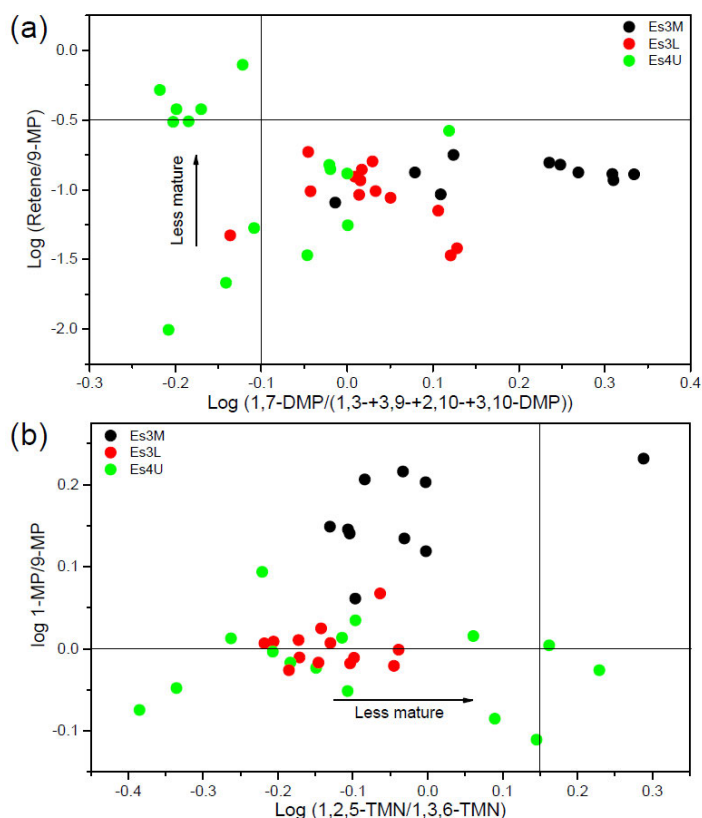 (a)
Es3M
Es3L
Es4U
0.0
-0.5
-1.0
-1.5
-2.0
Log (Retene/9-MP)
Less mature
-0.3 -0.2 -0.1 0.0 0.1 0.2 0.3 0.4
Log (1,7-DMP/(1,3-+3,9-+2,10-+3,10-DMP))
(b)
Es3M
Es3L
Es4U
0.2
0.1
0.0
-0.1
log 1-MP/9-MP
Less mature
-0.4 -0.3 -0.2 -0.1 0.0 0.1 0.2 0.3
Log (1,2,5-TMN/1,3,6-TMN)